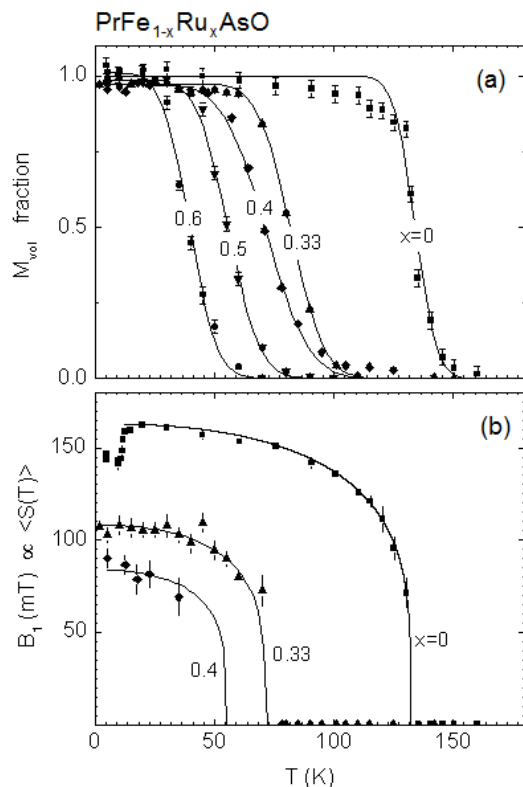 PrFe₁₋ₓRuₓAsO
(a)
1.0
0.5
0.0
M_vol fraction
0.6
0.5
0.4
0.33
x=0
(b)
150
100
50
B₁ (mT) ∝ <S(T)>
0.4
0.33
x=0
0 50 100 150
T (K)